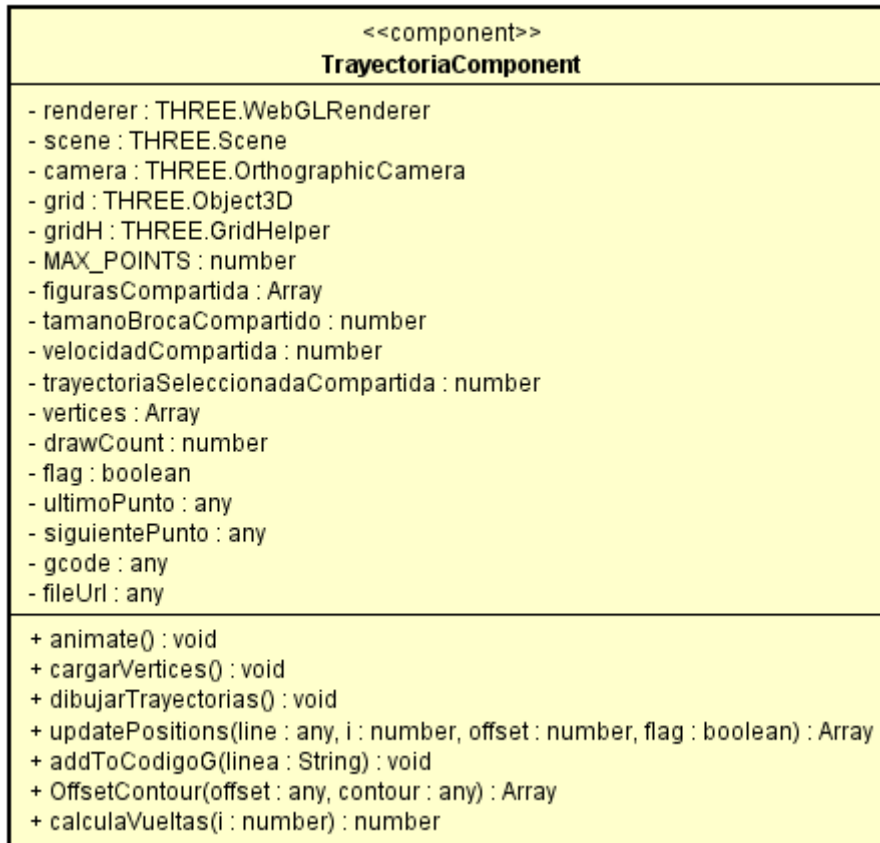 <<component>>
TrayectoriaComponent
- renderer : THREE.WebGLRenderer
- scene : THREE.Scene
- camera : THREE.OrthographicCamera
- grid : THREE.Object3D
- gridH : THREE.GridHelper
- MAX_POINTS : number
- figurasCompartida : Array
- tamanoBrocaCompartido : number
- velocidadCompartida : number
- trayectoriaSeleccionadaCompartida : number
- vertices : Array
- drawCount : number
- flag : boolean
- ultimoPunto : any
- siguientePunto : any
- gcode : any
- fileUrl : any
+ animate() : void
+ cargarVertices() : void
+ dibujarTrayectorias() : void
+ updatePositions(line : any, i : number, offset : number, flag : boolean) : Array
+ addToCodigoG(linea : String) : void
+ OffsetContour(offset : any, contour : any) : Array
+ calculaVueltas(i : number) : number